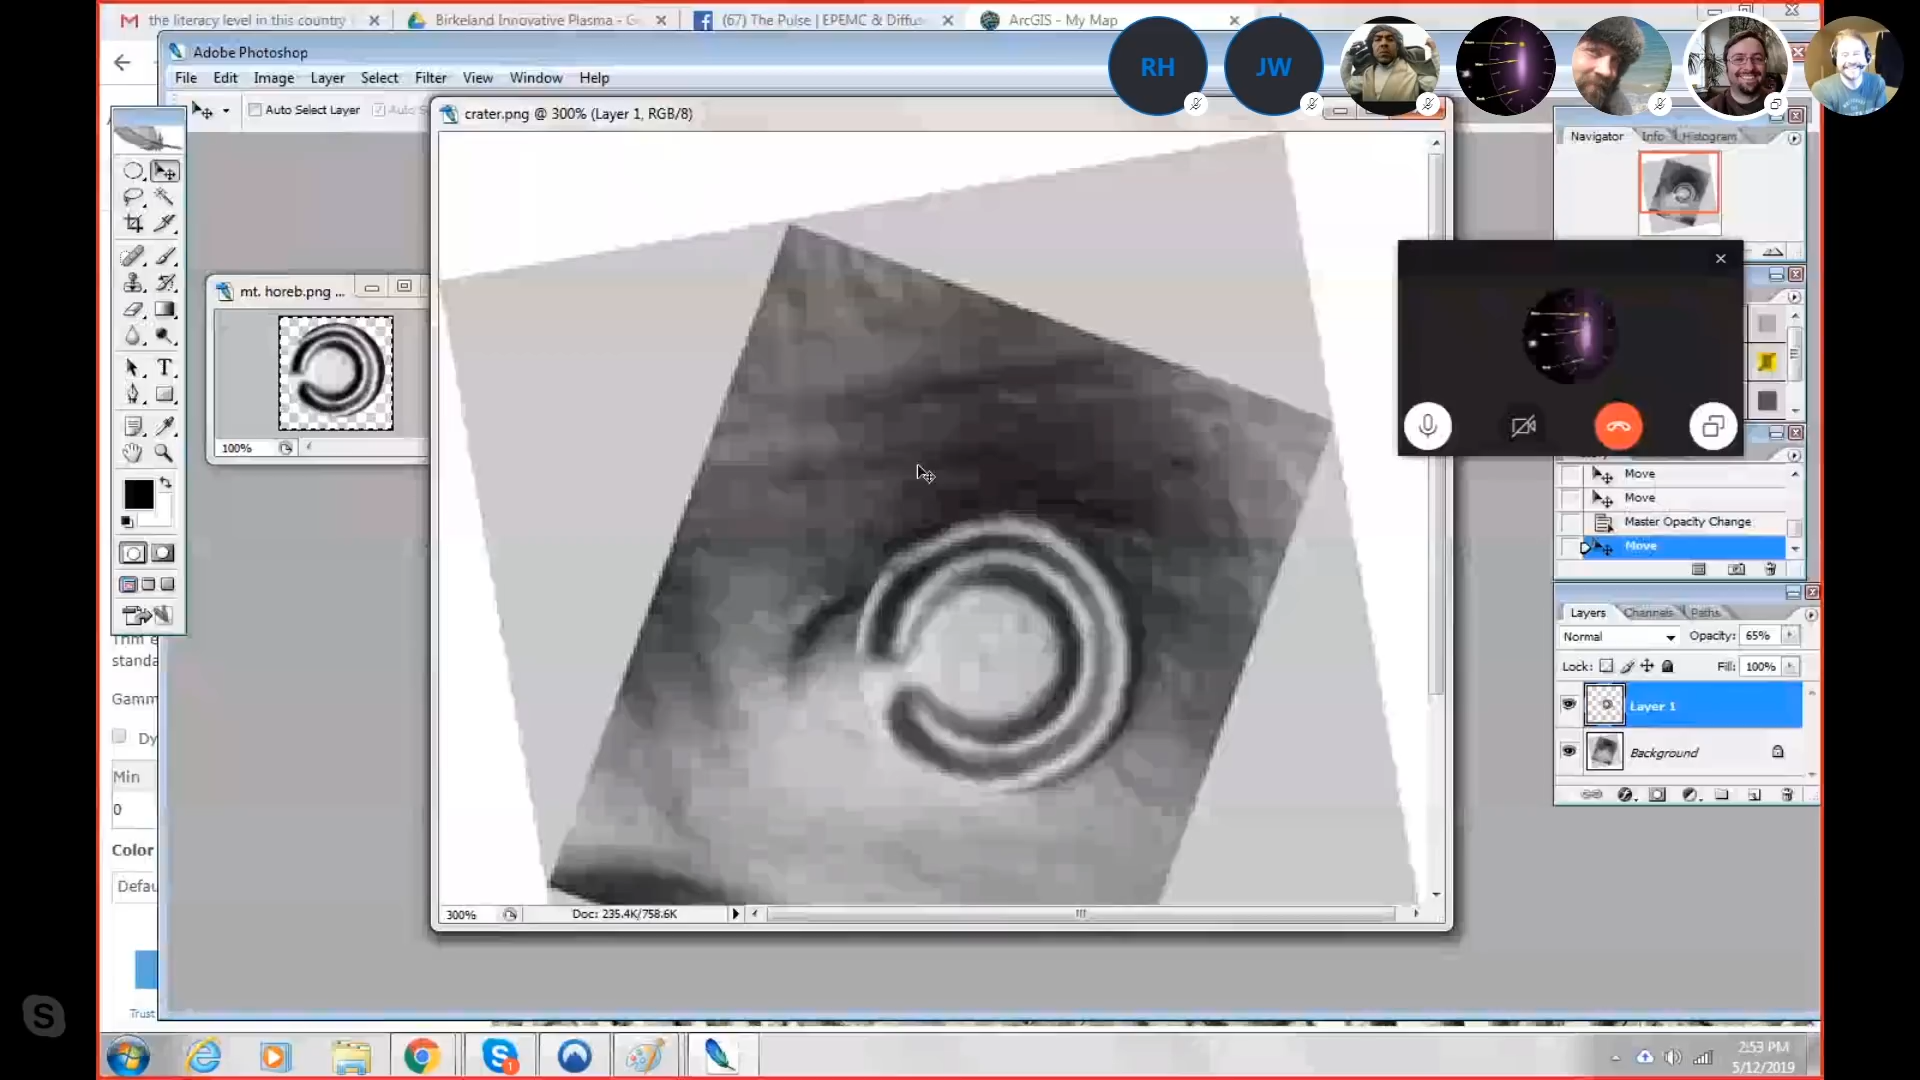 the literacy level in this country
Birkeland Innovative Plasma - G
(67) The Pulse | EPEMC & Diffus
ArcGIS - My Map
Adobe Photoshop
File Edit Image Layer Select Filter View Window Help
Auto Select Layer
crater.png @ 300% (Layer 1, RGB/8)
RH
JW
Navigator Info Histogram
mt. horeb.png ...
100%
Move
Move
Master Opacity Change
Move
Layers Channels Paths
Normal Opacity: 65%
Lock: Fill: 100%
Layer 1
Background
standa
Gamm
Dy
Min
0
Color
Defau
Trust
300% Doc: 235.4K/758.6K
2:53 PM
5/12/2019